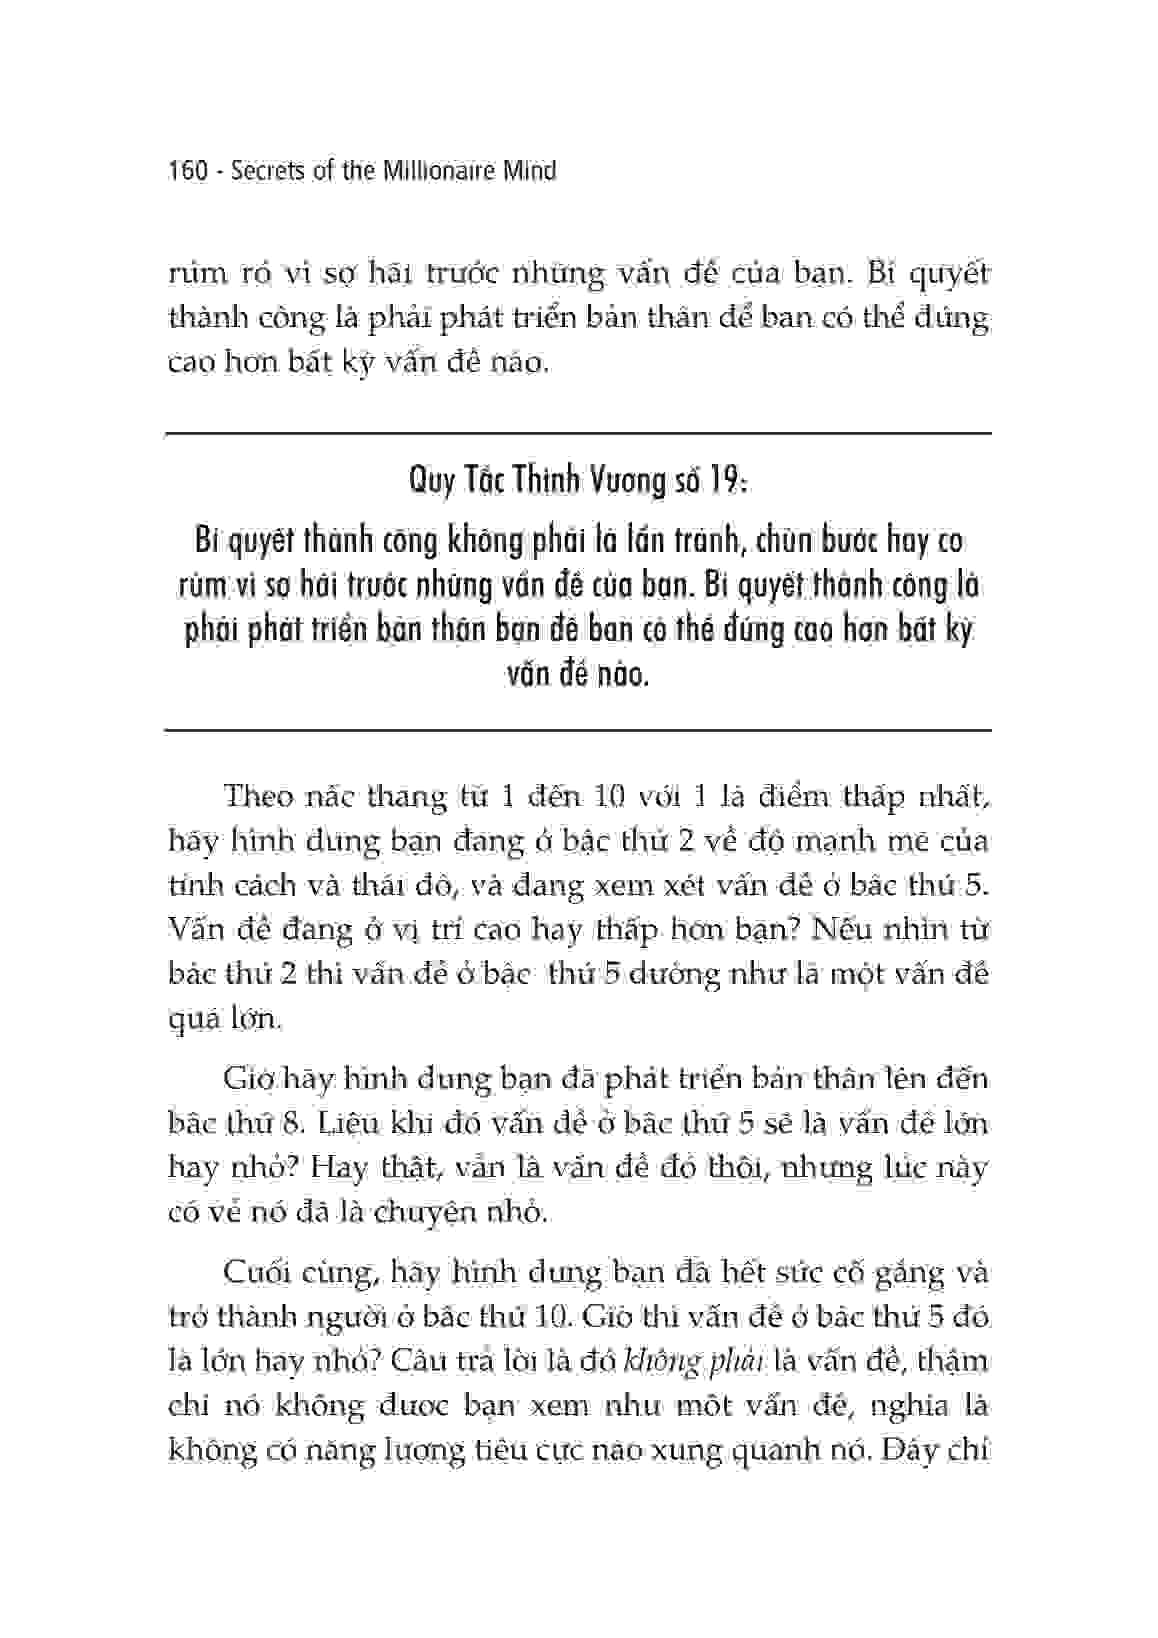 160 - Secrets of the Millionaire Mind
rúm ró vì sợ hãi trước những vấn đề của bạn. Bí quyết
thành công là phải phát triển bản thân để bạn có thể đứng
cao hơn bất kỳ vấn đề nào.
Quy Tắc Thịnh Vượng số 19:
Bí quyết thành công không phải là lẩn tránh, chùn bước hay co
rúm vì sợ hãi trước những vấn đề của bạn. Bí quyết thành công là
phải phát triển bản thân bạn để bạn có thể đứng cao hơn bất kỳ
vấn đề nào.
Theo nấc thang từ 1 đến 10 với 1 là điểm thấp nhất,
hãy hình dung bạn đang ở bậc thứ 2 về độ mạnh mẽ của
tính cách và thái độ, và đang xem xét vấn đề ở bậc thứ 5.
Vấn đề đang ở vị trí cao hay thấp hơn bạn? Nếu nhìn từ
bậc thứ 2 thì vấn đề ở bậc thứ 5 dường như là một vấn đề
quá lớn.
Giờ hãy hình dung bạn đã phát triển bản thân lên đến
bậc thứ 8. Liệu khi đó vấn đề ở bậc thứ 5 sẽ là vấn đề lớn
hay nhỏ? Hay thật, vẫn là vấn đề đó thôi, nhưng lúc này
có vẻ nó đã là chuyện nhỏ.
Cuối cùng, hãy hình dung bạn đã hết sức cố gắng và
trở thành người ở bậc thứ 10. Giờ thì vấn đề ở bậc thứ 5 đó
là lớn hay nhỏ? Câu trả lời là đó không phải là vấn đề, thậm
chí nó không được bạn xem như một vấn đề, nghĩa là
không có năng lượng tiêu cực nào xung quanh nó. Đây chỉ